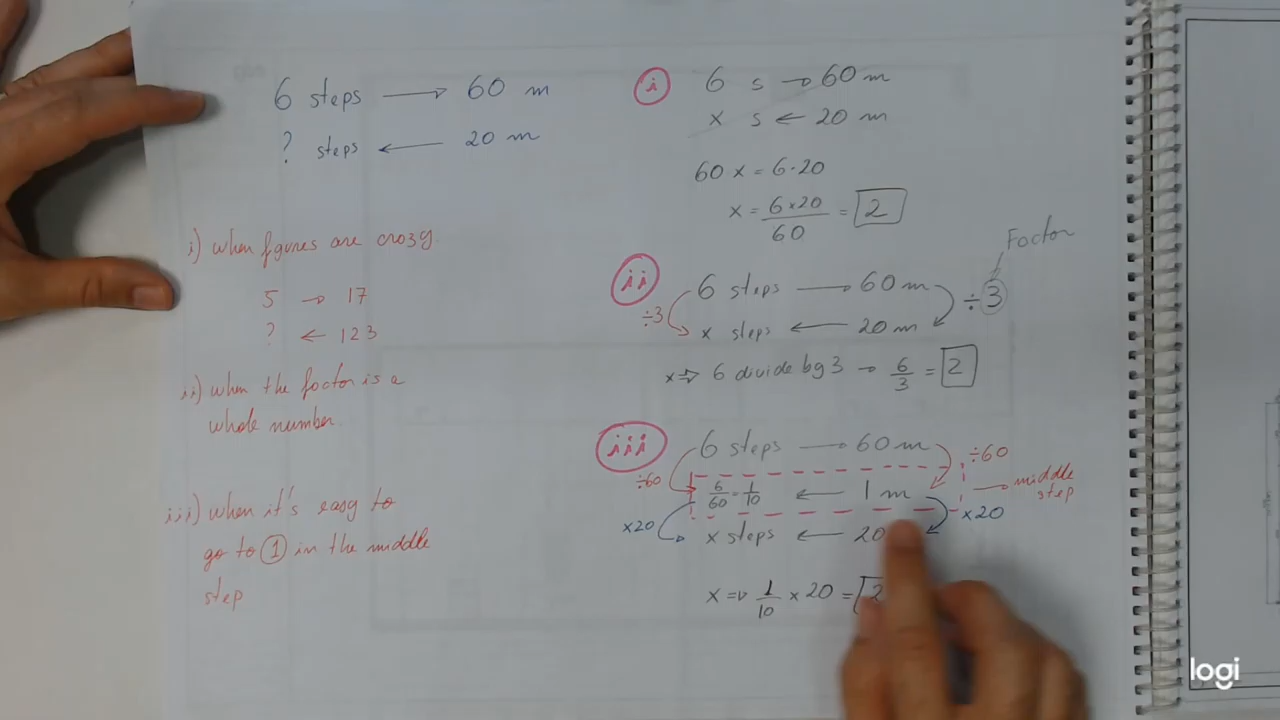 6 steps → 60 m
? steps ← 20 m
i) when figures are crazy
5 → 17
? ← 123
ii) when the factor is a
whole number
iii) when it's easy to
go to 1 in the middle
step
i 6 s → 60 m
x s ← 20 m
60 x = 6·20
x = 6×20/60 = 2
Factor
ii 6 steps → 60 m ÷3
÷3 x steps ← 20 m
x ⇒ 6 divide by 3 → 6/3 = 2
iii 6 steps → 60 m ÷60
÷60 6/60 = 1/10 ← 1 m middle
step
×20 x steps ← 20 ×20
x ⇒ 1/10 × 20 = 2
logi